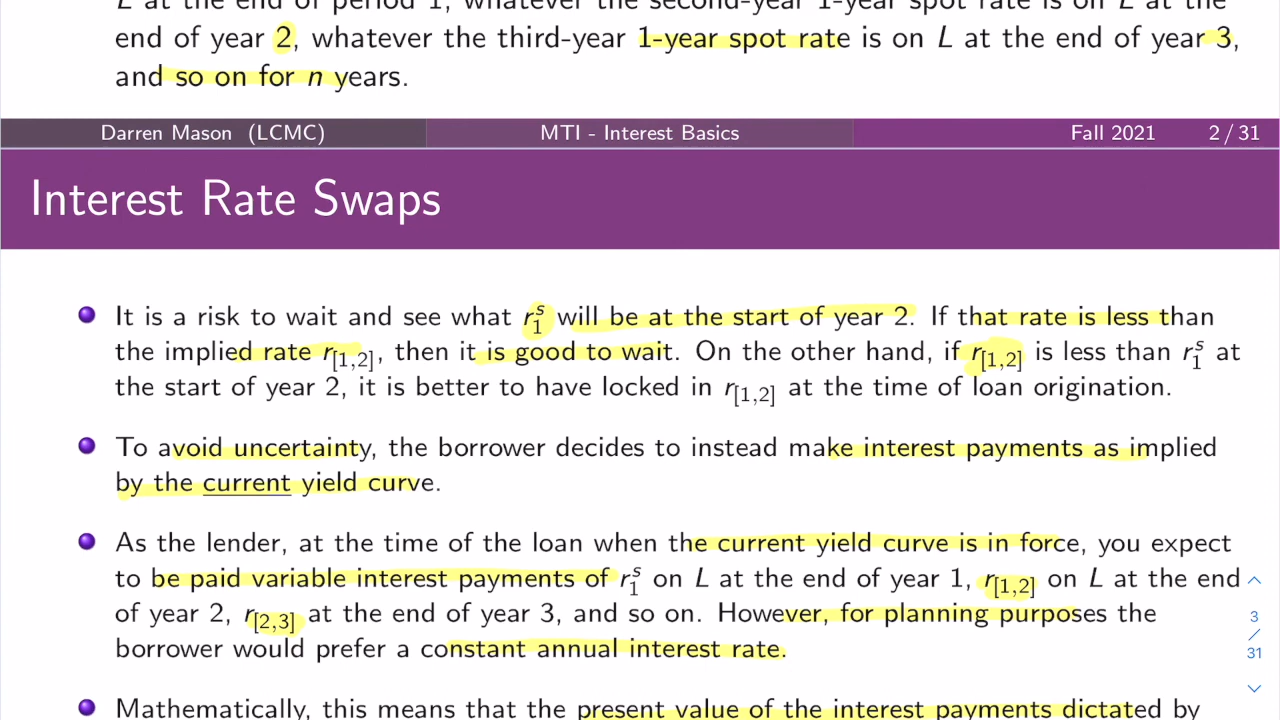 L at the end of period 1, whatever the second-year 1-year spot rate is on L at the
end of year 2, whatever the third-year 1-year spot rate is on L at the end of year 3,
and so on for n years.
Darren Mason (LCMC) MTI - Interest Basics Fall 2021 2 / 31
Interest Rate Swaps
It is a risk to wait and see what r_1^s will be at the start of year 2. If that rate is less than
the implied rate r_[1,2], then it is good to wait. On the other hand, if r_[1,2] is less than r_1^s at
the start of year 2, it is better to have locked in r_[1,2] at the time of loan origination.
To avoid uncertainty, the borrower decides to instead make interest payments as implied
by the current yield curve.
As the lender, at the time of the loan when the current yield curve is in force, you expect
to be paid variable interest payments of r_1^s on L at the end of year 1, r_[1,2] on L at the end
of year 2, r_[2,3] at the end of year 3, and so on. However, for planning purposes the
borrower would prefer a constant annual interest rate.
Mathematically, this means that the present value of the interest payments dictated by
3
/
31